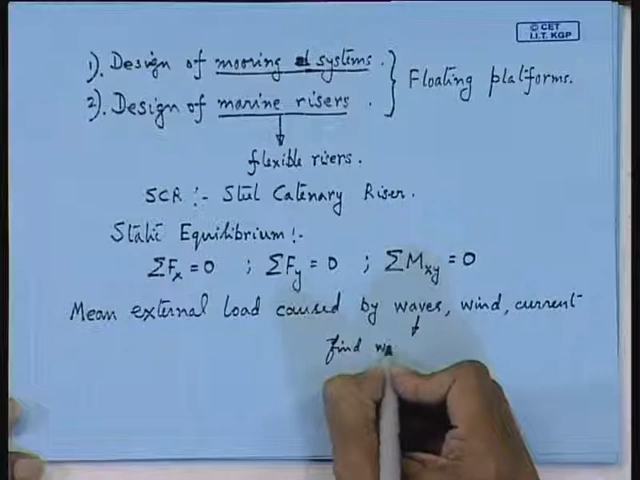 © CET
I.I.T. KGP
1). Design of mooring systems.
2). Design of marine risers. } Floating platforms.
flexible risers.
SCR :- Steel Catenary Riser.
Static Equilibrium :-
ΣFx = 0 ; ΣFy = 0 ; ΣMxy = 0
Mean external load caused by waves, wind, current
find